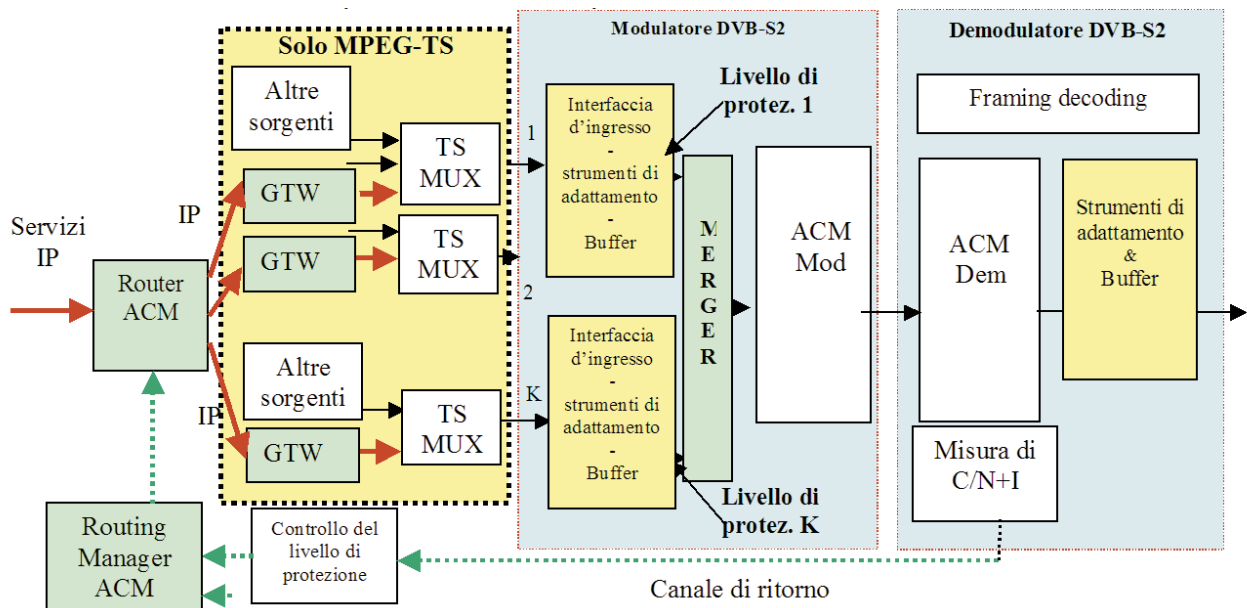 Solo MPEG-TS
Modulatore DVB-S2
Demodulatore DVB-S2
Altre
sorgenti
TS
MUX
GTW
IP
GTW
TS
MUX
Servizi
IP
Router
ACM
1
2
Interfaccia
d'ingresso
-
strumenti di
adattamento
-
Buffer
Livello di
protez. 1
MERGER
ACM
Mod
Framing decoding
ACM
Dem
Strumenti di
adattamento
&
Buffer
Altre
sorgenti
IP
GTW
TS
MUX
K
Interfaccia
d'ingresso
-
strumenti di
adattamento
-
Buffer
Livello di
protez. K
Misura di
C/N+I
Routing
Manager
ACM
Controllo del
livello di
protezione
Canale di ritorno